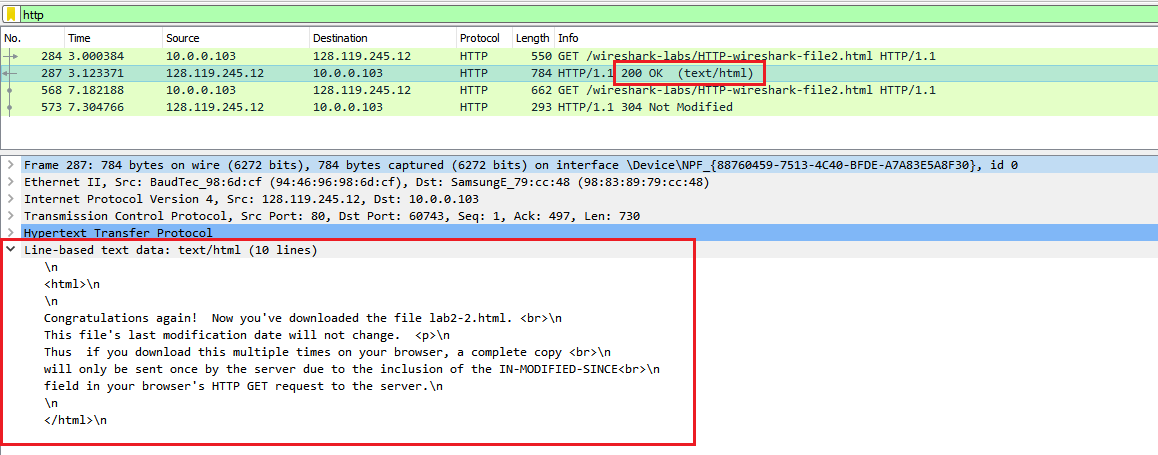 http
No. Time Source Destination Protocol Length Info
284 3.000384 10.0.0.103 128.119.245.12 HTTP 550 GET /wireshark-labs/HTTP-wireshark-file2.html HTTP/1.1
287 3.123371 128.119.245.12 10.0.0.103 HTTP 784 HTTP/1.1 200 OK (text/html)
568 7.182188 10.0.0.103 128.119.245.12 HTTP 662 GET /wireshark-labs/HTTP-wireshark-file2.html HTTP/1.1
573 7.304766 128.119.245.12 10.0.0.103 HTTP 293 HTTP/1.1 304 Not Modified
Frame 287: 784 bytes on wire (6272 bits), 784 bytes captured (6272 bits) on interface \Device\NPF_{88760459-7513-4C40-BFDE-A7A83E5A8F30}, id 0
Ethernet II, Src: BaudTec_98:6d:cf (94:46:96:98:6d:cf), Dst: SamsungE_79:cc:48 (98:83:89:79:cc:48)
Internet Protocol Version 4, Src: 128.119.245.12, Dst: 10.0.0.103
Transmission Control Protocol, Src Port: 80, Dst Port: 60743, Seq: 1, Ack: 497, Len: 730
Hypertext Transfer Protocol
Line-based text data: text/html (10 lines)
\n
<html>\n
\n
Congratulations again!  Now you've downloaded the file lab2-2.html. <br>\n
This file's last modification date will not change.  <p>\n
Thus  if you download this multiple times on your browser, a complete copy <br>\n
will only be sent once by the server due to the inclusion of the IN-MODIFIED-SINCE<br>\n
field in your browser's HTTP GET request to the server.\n
\n
</html>\n